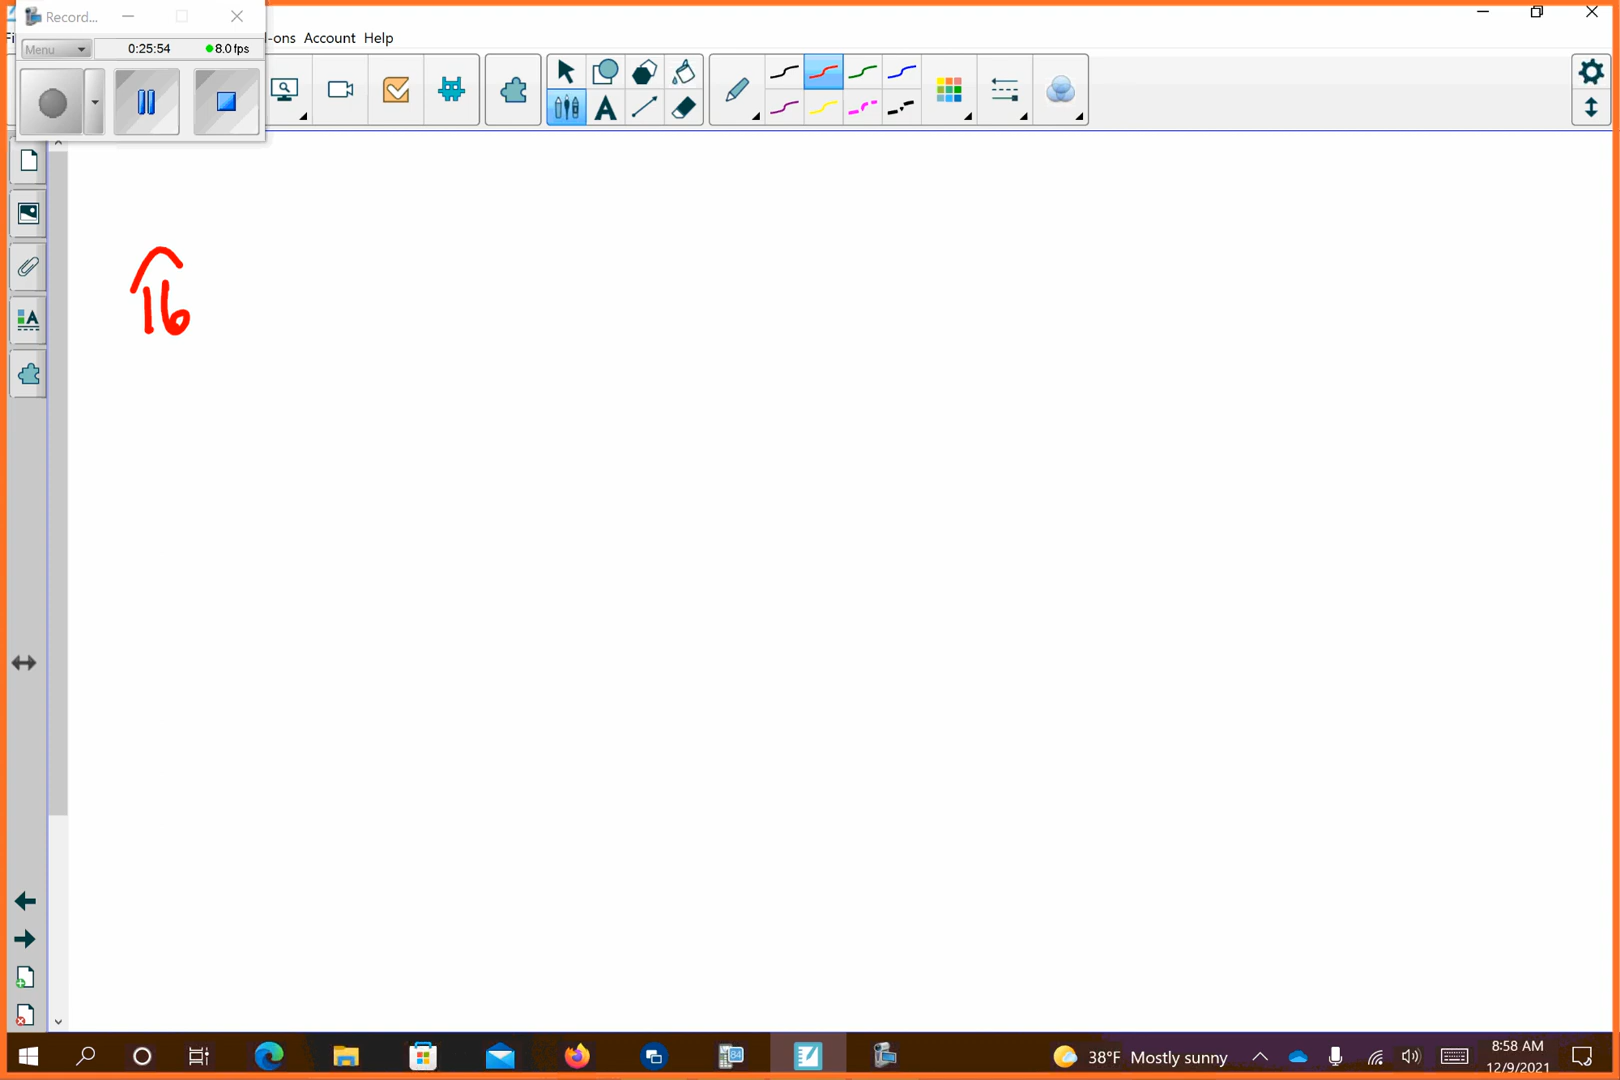 Record...
Menu 0:25:54 8.0 fps
l-ons Account Help
16
38°F Mostly sunny
8:58 AM
12/9/2021